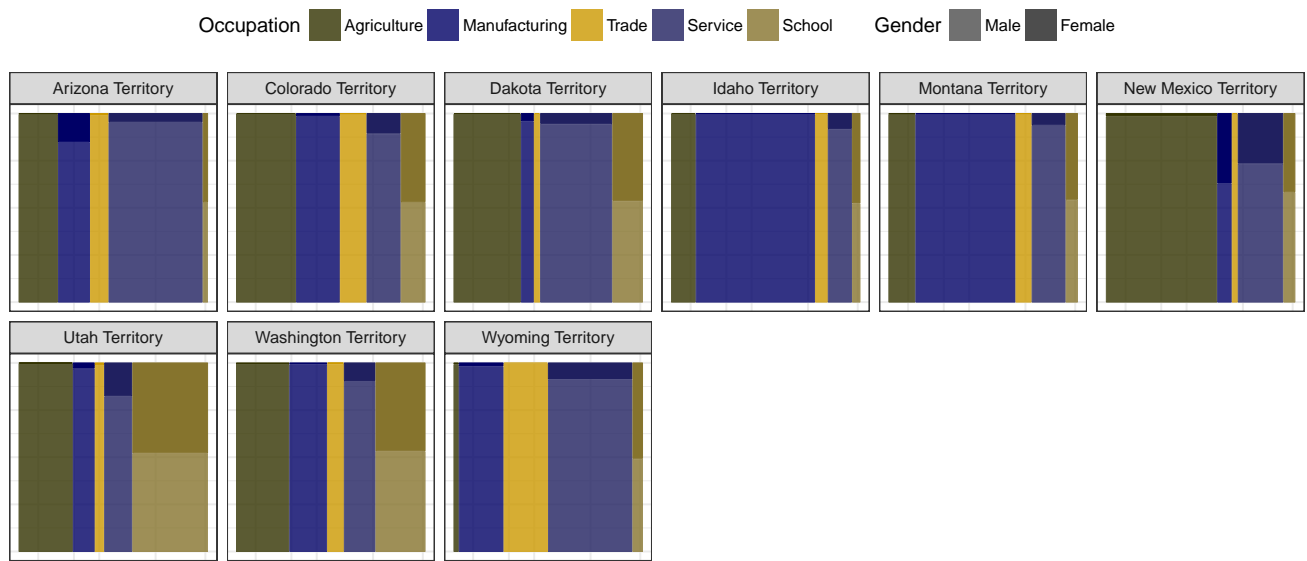 Occupation Agriculture Manufacturing Trade Service School Gender Male Female
Arizona Territory Colorado Territory Dakota Territory Idaho Territory Montana Territory New Mexico Territory
Utah Territory Washington Territory Wyoming Territory